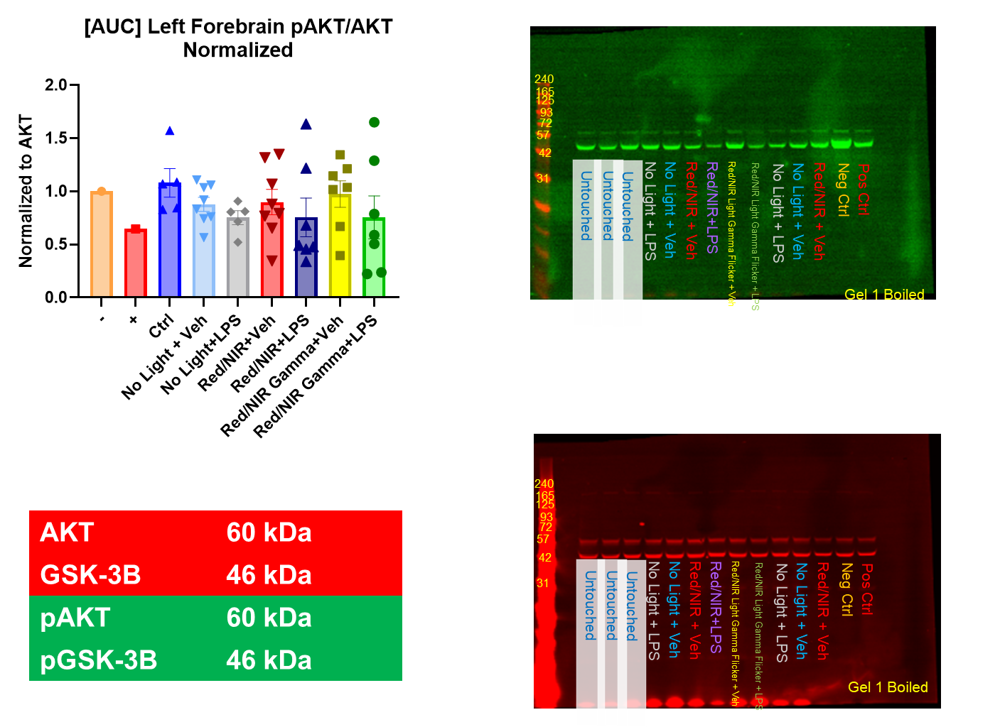 [AUC] Left Forebrain pAKT/AKT
Normalized
Normalized to AKT
2.0
1.5
1.0
0.5
0.0
-
+
Ctrl
No Light + Veh
No Light+LPS
Red/NIR+Veh
Red/NIR+LPS
Red/NIR Gamma+Veh
Red/NIR Gamma+LPS
AKT 60 kDa
GSK-3B 46 kDa
pAKT 60 kDa
pGSK-3B 46 kDa
240
165
125
93
72
57
42
31
Untouched
Untouched
Untouched
No Light + LPS
No Light + Veh
Red/NIR + Veh
Red/NIR+LPS
Red/NIR Light Gamma Flicker + Veh
Red/NIR Light Gamma Flicker + LPS
No Light + LPS
No Light + Veh
Red/NIR + Veh
Neg Ctrl
Pos Ctrl
Gel 1 Boiled
240
165
125
93
72
57
42
31
Untouched
Untouched
Untouched
No Light + LPS
No Light + Veh
Red/NIR + Veh
Red/NIR+LPS
Red/NIR Light Gamma Flicker + Veh
Red/NIR Light Gamma Flicker + LPS
No Light + LPS
No Light + Veh
Red/NIR + Veh
Neg Ctrl
Pos Ctrl
Gel 1 Boiled